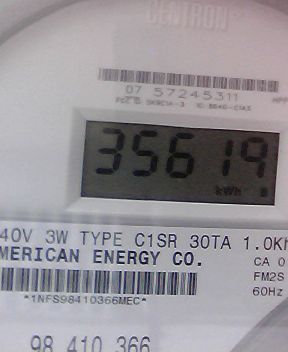 CENTRON
07 57245311
35619
kWh
40V 3W TYPE C1SR 30TA 1.0Kh
MERICAN ENERGY CO.
CA 0
FM2S
60Hz
*1NFS98410366MEC*
98 410 366